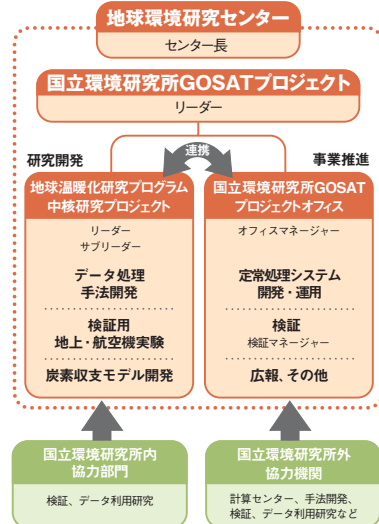 地球環境研究センター
センター長
国立環境研究所GOSATプロジェクト
リーダー
連携
研究開発
事業推進
地球温暖化研究プログラム
中核研究プロジェクト
リーダー
サブリーダー
データ処理
手法開発
検証用
地上・航空機実験
炭素収支モデル開発
国立環境研究所GOSAT
プロジェクトオフィス
オフィスマネージャー
定常処理システム
開発・運用
検証
検証マネージャー
広報、その他
国立環境研究所内
協力部門
検証、データ利用研究
国立環境研究所外
協力機関
計算センター、手法開発、
検証、データ利用研究など